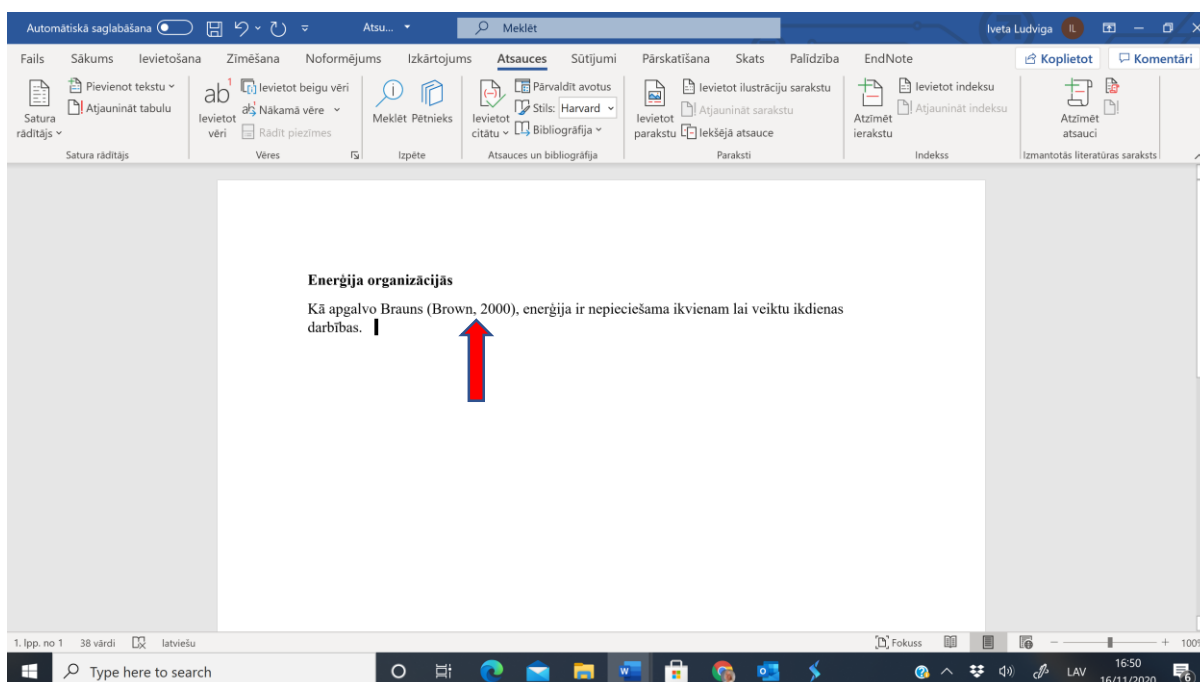 Automātiskā saglabāšana
Atsu...
Meklēt
Iveta Ludviga
IL
Fails Sākums Ievietošana Zīmēšana Noformējums Izkārtojums Atsauces Sūtījumi Pārskatīšana Skats Palīdzība EndNote Koplietot Komentāri
Satura rādītājs
Pievienot tekstu
Atjaunināt tabulu
Satura rādītājs
ab1
Ievietot vēri
Ievietot beigu vēri
Nākamā vēre
Rādīt piezīmes
Vēres
Meklēt Pētnieks
Izpēte
Ievietot citātu
Pārvaldīt avotus
Stils: Harvard
Bibliogrāfija
Atsauces un bibliogrāfija
Ievietot parakstu
Ievietot ilustrāciju sarakstu
Atjaunināt sarakstu
Iekšējā atsauce
Paraksti
Atzīmēt ierakstu
Ievietot indeksu
Atjaunināt indeksu
Indekss
Atzīmēt atsauci
Izmantotās literatūras saraksts
Enerģija organizācijās
Kā apgalvo Brauns (Brown, 2000), enerģija ir nepieciešama ikvienam lai veiktu ikdienas
darbības.
1. lpp. no 1 38 vārdi latviešu Fokuss 100%
Type here to search
LAV
16:50
16/11/2020
6